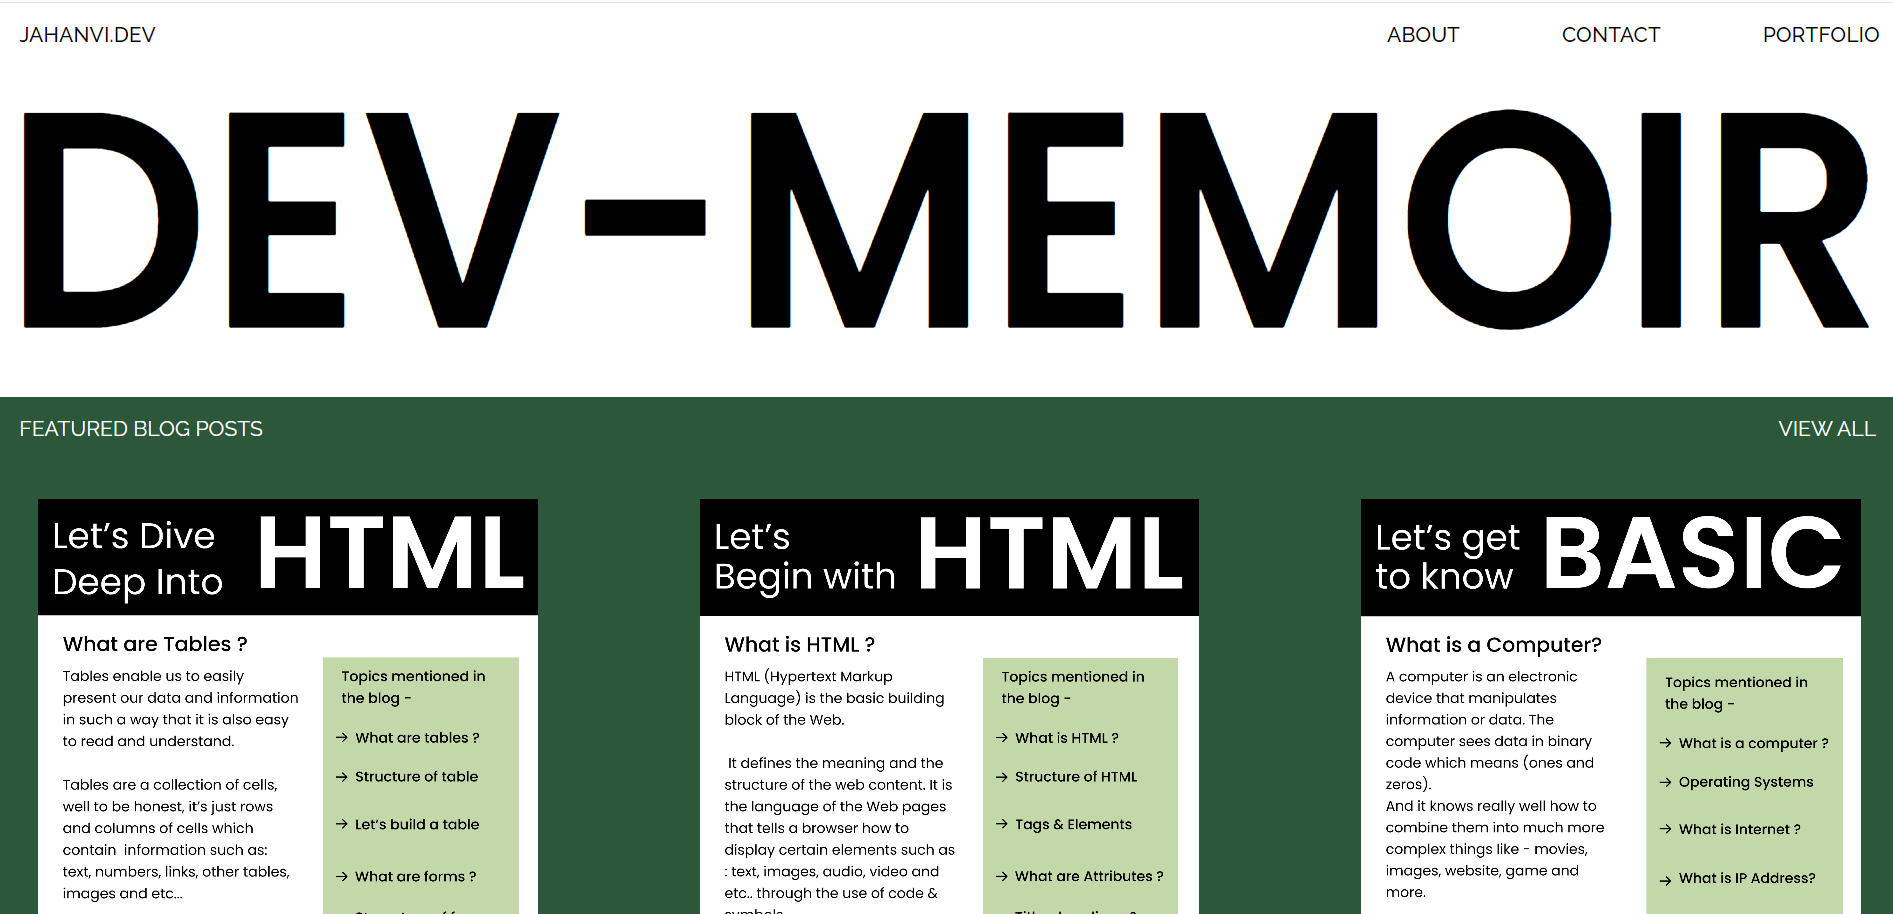 JAHANVI.DEV
ABOUT
CONTACT
PORTFOLIO
DEV-MEMOIR
FEATURED BLOG POSTS
VIEW ALL
Let's Dive
Deep Into
HTML
What are Tables ?
Tables enable us to easily
present our data and information
in such a way that it is also easy
to read and understand.
Tables are a collection of cells,
well to be honest, it's just rows
and columns of cells which
contain information such as:
text, numbers, links, other tables,
images and etc...
Topics mentioned in
the blog -
→ What are tables ?
→ Structure of table
→ Let's build a table
→ What are forms ?
Let's
Begin with
HTML
What is HTML ?
HTML (Hypertext Markup
Language) is the basic building
block of the Web.
It defines the meaning and the
structure of the web content. It is
the language of the Web pages
that tells a browser how to
display certain elements such as
: text, images, audio, video and
etc.. through the use of code &
symbols
Topics mentioned in
the blog -
→ What is HTML ?
→ Structure of HTML
→ Tags & Elements
→ What are Attributes ?
Let's get
to know
BASIC
What is a Computer?
A computer is an electronic
device that manipulates
information or data. The
computer sees data in binary
code which means (ones and
zeros).
And it knows really well how to
combine them into much more
complex things like - movies,
images, website, game and
more.
Topics mentioned in
the blog -
→ What is a computer ?
→ Operating Systems
→ What is Internet ?
→ What is IP Address?